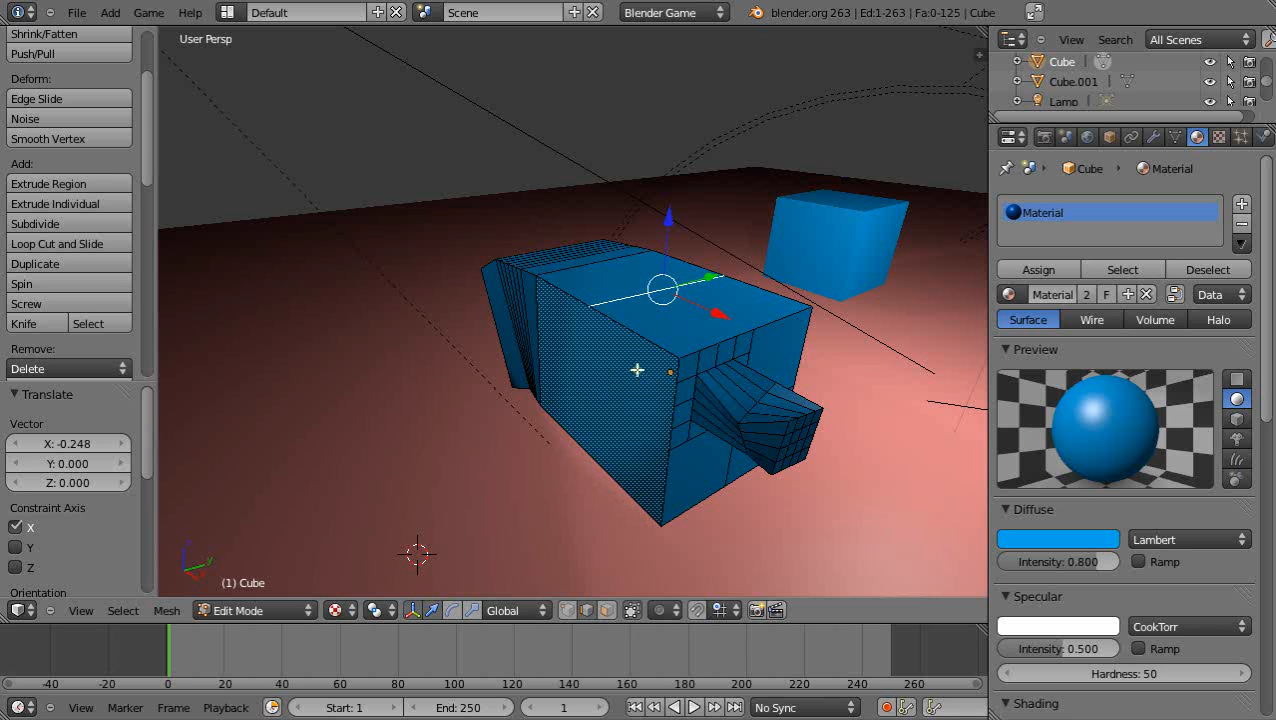 File Add Game Help Default Scene Blender Game blender.org 263 | Ed:1-263 | Fa:0-125 | Cube
Shrink/Fatten
Push/Pull
Deform:
Edge Slide
Noise
Smooth Vertex
Add:
Extrude Region
Extrude Individual
Subdivide
Loop Cut and Slide
Duplicate
Spin
Screw
Knife Select
Remove:
Delete
Translate
Vector
X: -0.248
Y: 0.000
Z: 0.000
Constraint Axis
X
Y
Z
Orientation
User Persp
(1) Cube
View Select Mesh Edit Mode Global
-40 -20 0 20 40 60 80 100 120 140 160 180 200 220 240 260
View Marker Frame Playback Start: 1 End: 250 1 No Sync
View Search All Scenes
Cube
Cube.001
Lamp
Cube Material
Material
Assign Select Deselect
Material 2 F Data
Surface Wire Volume Halo
Preview
Diffuse
Lambert
Intensity: 0.800 Ramp
Specular
CookTorr
Intensity: 0.500 Ramp
Hardness: 50
Shading